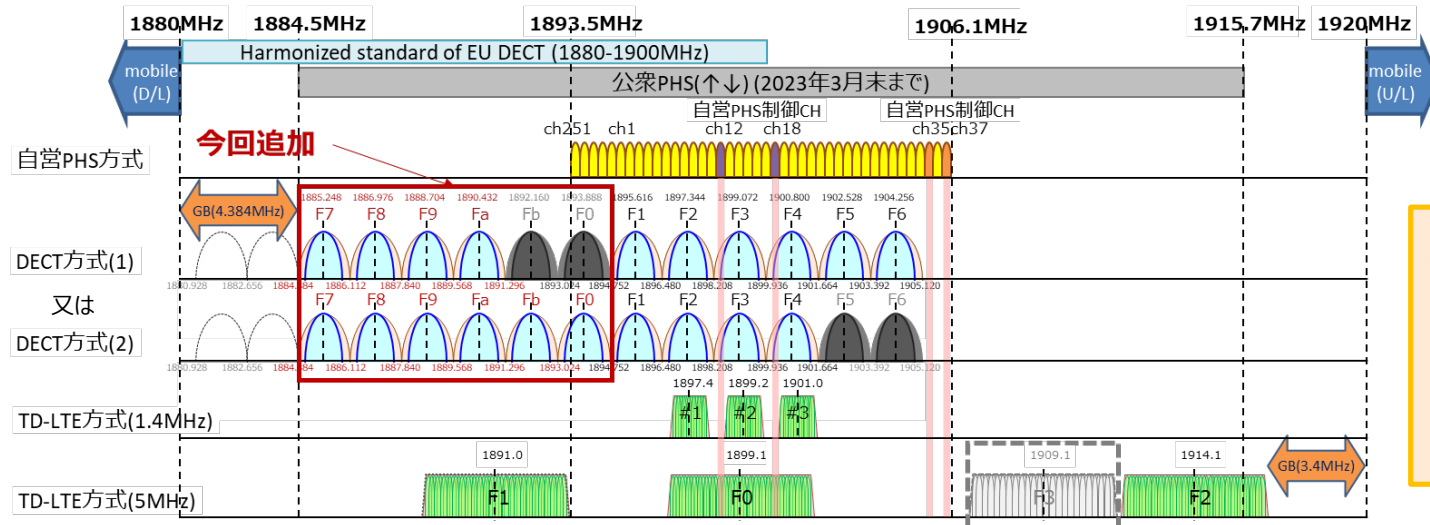 1880MHz 1884.5MHz 1893.5MHz 1906.1MHz 1915.7MHz 1920MHz
Harmonized standard of EU DECT (1880-1900MHz)
mobile
(D/L)
mobile
(U/L)
公衆PHS(↑↓) (2023年3月末まで)
自営PHS制御CH 自営PHS制御CH
ch251 ch1 ch12 ch18 ch35 ch37
今回追加
自営PHS方式
GB(4.384MHz)
1885.248 1886.976 1888.704 1890.432 1892.160 1893.888 1895.616 1897.344 1899.072 1900.800 1902.528 1904.256
F7 F8 F9 Fa Fb F0 F1 F2 F3 F4 F5 F6
DECT方式(1)
1880.928 1882.656 1884.384 1886.112 1887.840 1889.568 1891.296 1893.024 1894.752 1896.480 1898.208 1899.936 1901.664 1903.392 1905.120
又は
F7 F8 F9 Fa Fb F0 F1 F2 F3 F4 F5 F6
DECT方式(2)
1880.928 1882.656 1884.384 1886.112 1887.840 1889.568 1891.296 1893.024 1894.752 1896.480 1898.208 1899.936 1901.664 1903.392 1905.120
1897.4 1899.2 1901.0
#1 #2 #3
TD-LTE方式(1.4MHz)
1891.0 1899.1 1909.1 1914.1
GB(3.4MHz)
F1 F0 F3 F2
TD-LTE方式(5MHz)